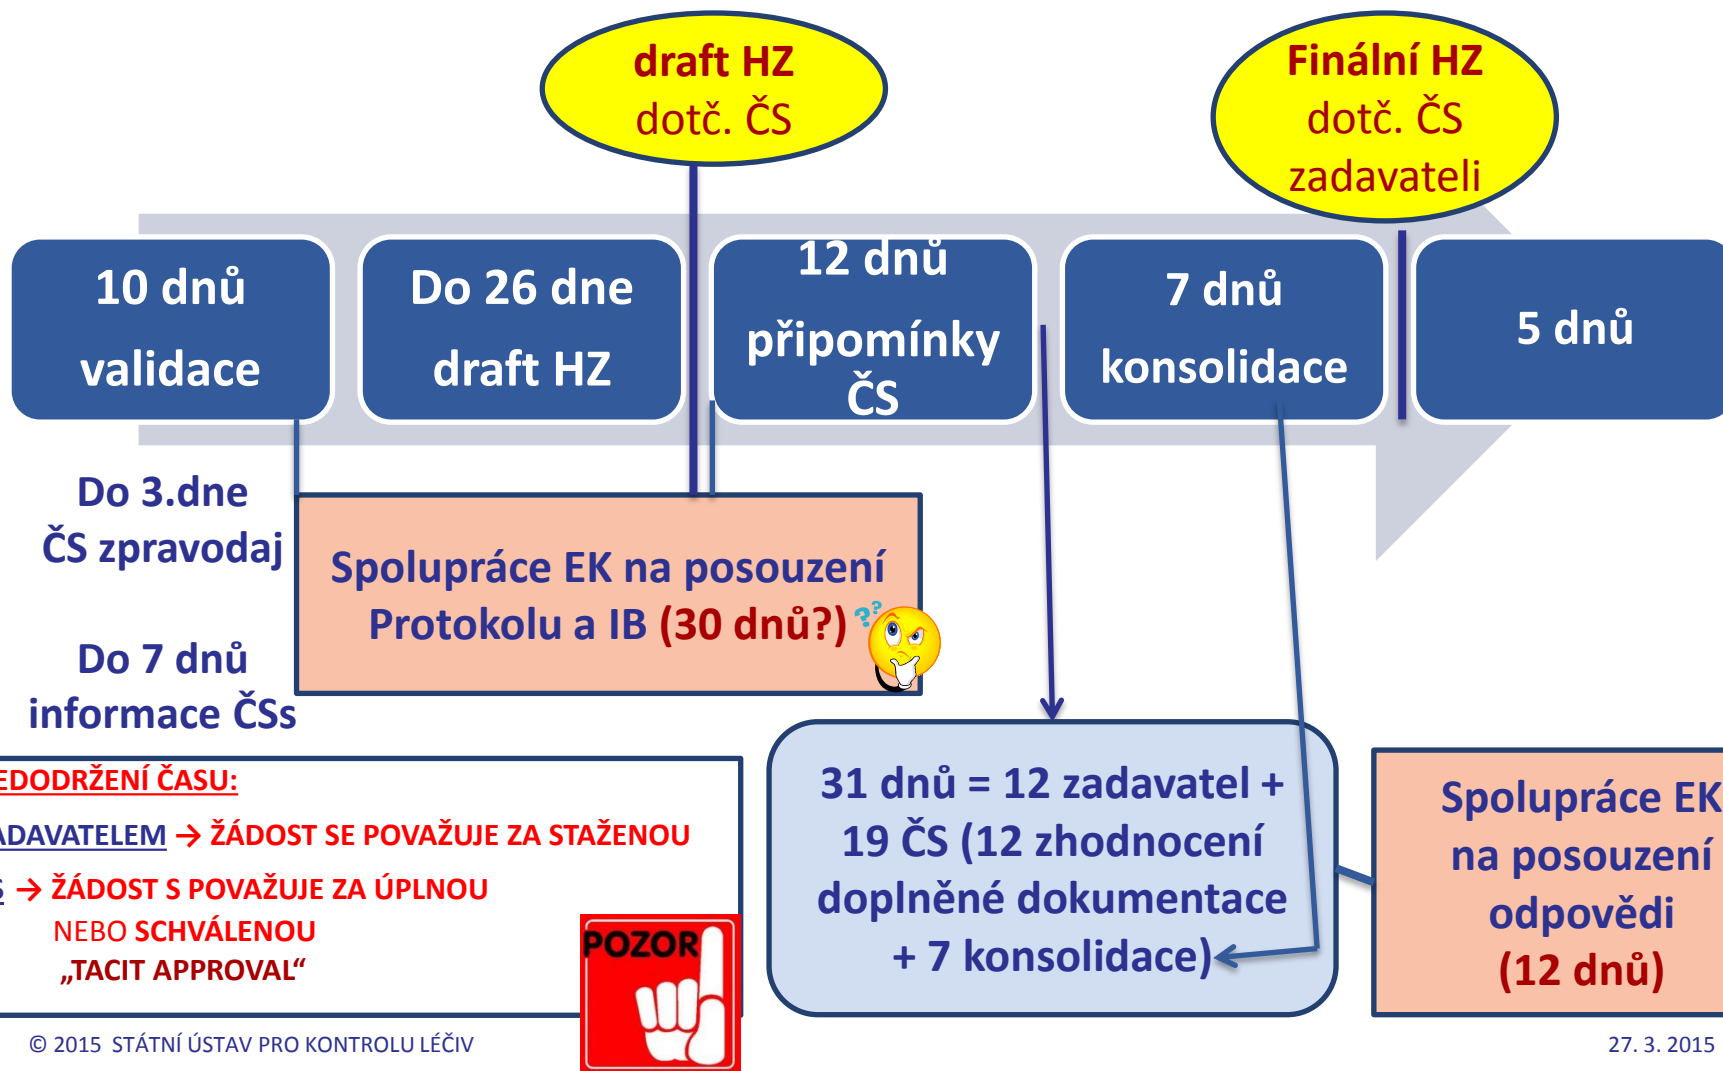 draft HZ
dotč. ČS
Finální HZ
dotč. ČS
zadavateli
10 dnů
validace
Do 26 dne
draft HZ
12 dnů
připomínky
ČS
7 dnů
konsolidace
5 dnů
Do 3.dne
ČS zpravodaj
Do 7 dnů
informace ČSs
Spolupráce EK na posouzení
Protokolu a IB (30 dnů?)
??
EDODRŽENÍ ČASU:
ADAVATELEM → ŽÁDOST SE POVAŽUJE ZA STAŽENOU
S → ŽÁDOST S POVAŽUJE ZA ÚPLNOU
NEBO SCHVÁLENOU
„TACIT APPROVAL“
POZOR
31 dnů = 12 zadavatel +
19 ČS (12 zhodnocení
doplněné dokumentace
+ 7 konsolidace)
Spolupráce EK
na posouzení
odpovědi
(12 dnů)
© 2015 STÁTNÍ ÚSTAV PRO KONTROLU LÉČIV
27. 3. 2015